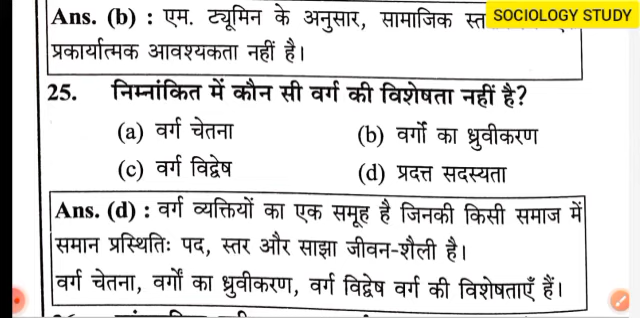 Ans. (b) : एम. ट्यूमिन के अनुसार, सामाजिक
SOCIOLOGY STUDY
प्रकार्यात्मक आवश्यकता नहीं है।
25. निम्नांकित में कौन सी वर्ग की विशेषता नहीं है?
(a) वर्ग चेतना (b) वर्गों का ध्रुवीकरण
(c) वर्ग विद्वेष (d) प्रदत्त सदस्यता
Ans. (d) : वर्ग व्यक्तियों का एक समूह है जिनकी किसी समाज में
समान प्रस्थितिः पद, स्तर और साझा जीवन-शैली है।
वर्ग चेतना, वर्गों का ध्रुवीकरण, वर्ग विद्वेष वर्ग की विशेषताएँ हैं।